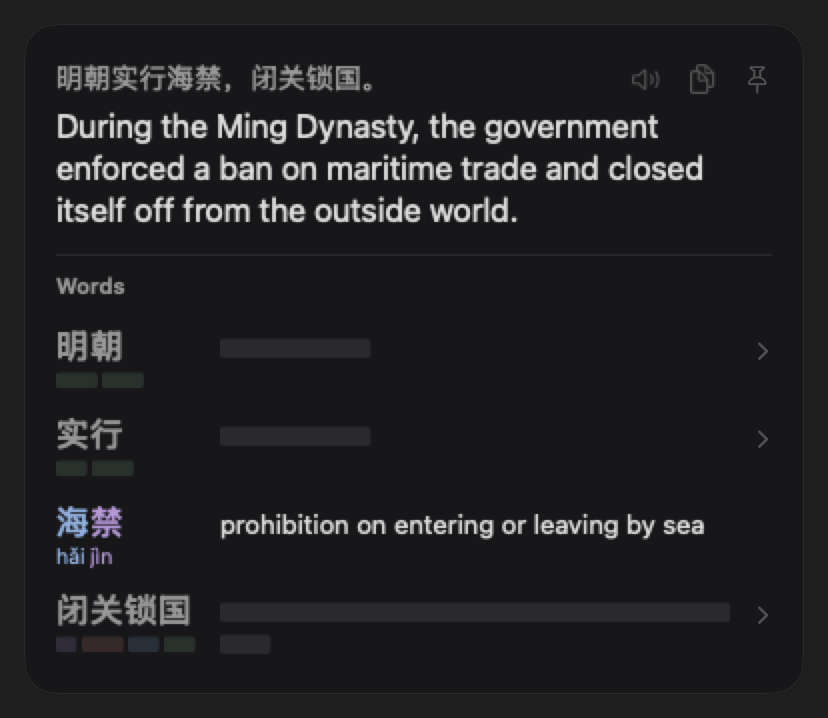 明朝实行海禁，闭关锁国。
During the Ming Dynasty, the government
enforced a ban on maritime trade and closed
itself off from the outside world.
Words
明朝
实行
海禁
prohibition on entering or leaving by sea
hǎi jìn
闭关锁国